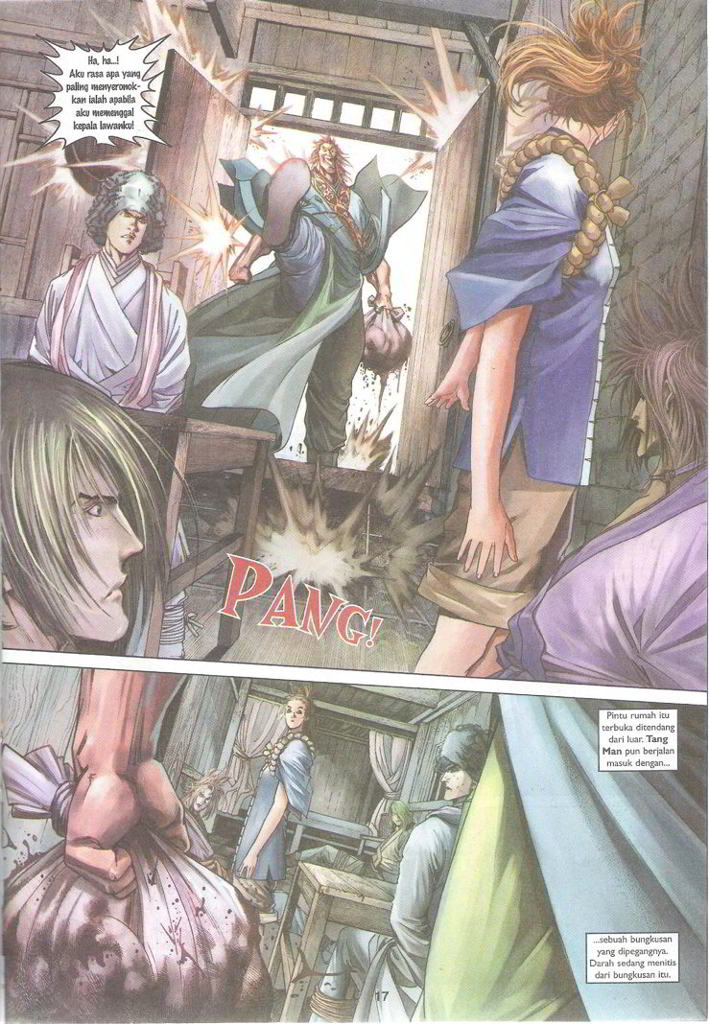 Ha, ha...!
Aku rasa apa yang
paling menyeronok-
kan ialah apabila
aku memenggal
kepala lawanku!
PANG!
Pintu rumah itu
terbuka ditendang
dari luar. Tang
Man pun berjalan
masuk dengan...
...sebuah bungkusan
yang dipegangnya.
Darah sedang menitis
dari bungkusan itu.
17